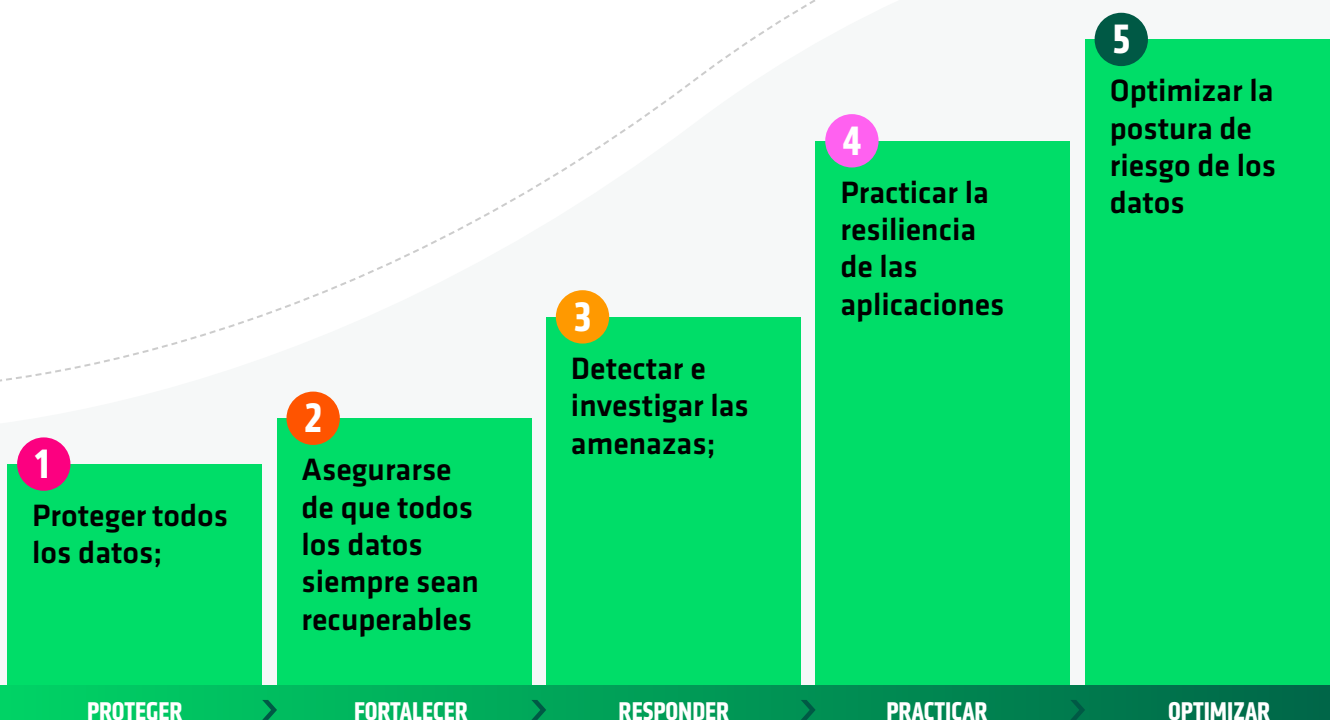 1
Proteger todos
los datos;
2
Asegurarse
de que todos
los datos
siempre sean
recuperables
3
Detectar e
investigar las
amenazas;
4
Practicar la
resiliencia
de las
aplicaciones
5
Optimizar la
postura de
riesgo de los
datos
PROTEGER
FORTALECER
RESPONDER
PRACTICAR
OPTIMIZAR